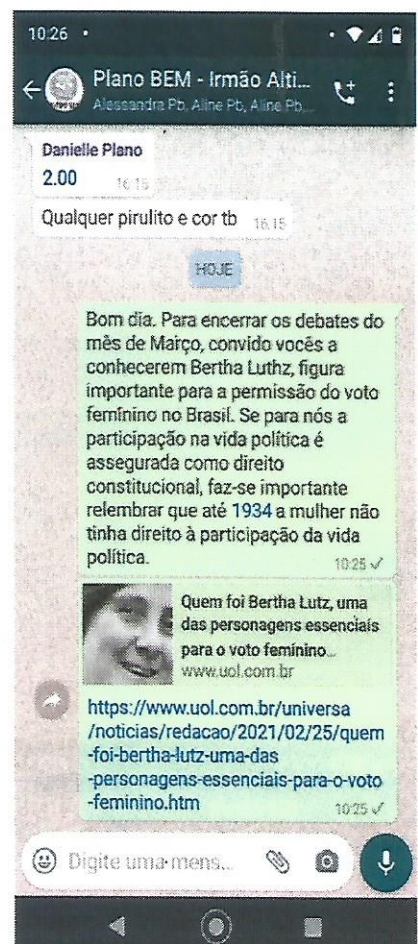 10:26
Plano BEM - Irmão Alti...
Alessandra Pb, Aline Pb, Aline Pb,...
Danielle Plano
2.00 16:15
Qualquer pirulito e cor tb 16:15
HOJE
Bom dia. Para encerrar os debates do
mês de Março, convido vocês a
conhecerem Bertha Luthz, figura
importante para a permissão do voto
feminino no Brasil. Se para nós a
participação na vida política é
assegurada como direito
constitucional, faz-se importante
relembrar que até 1934 a mulher não
tinha direito à participação da vida
política. 10:25
Quem foi Bertha Lutz, uma
das personagens essenciais
para o voto feminino...
www.uol.com.br
https://www.uol.com.br/universa
/noticias/redacao/2021/02/25/quem
-foi-bertha-lutz-uma-das
-personagens-essenciais-para-o-voto
-feminino.htm 10:25
Digite uma mens...